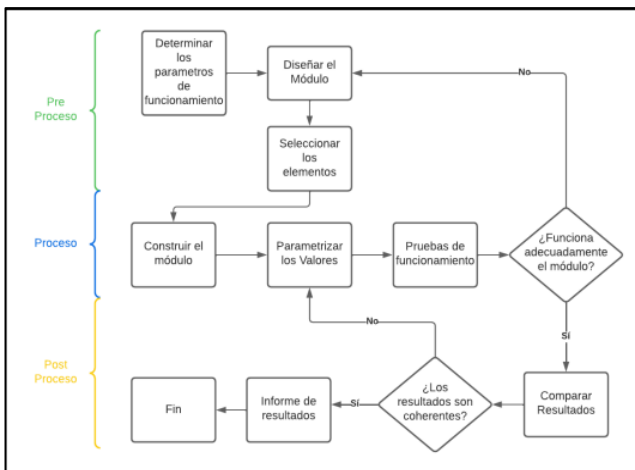 Pre
Proceso
Determinar
los
parametros
de
funcionamiento
Diseñar el
Módulo
No
Seleccionar
los
elementos
Proceso
Construir el
módulo
Parametrizar
los Valores
Pruebas de
funcionamiento
¿Funciona
adecuadamente
el módulo?
No
Sí
Post
Proceso
Fin
Informe de
resultados
Sí
¿Los
resultados son
coherentes?
Comparar
Resultados